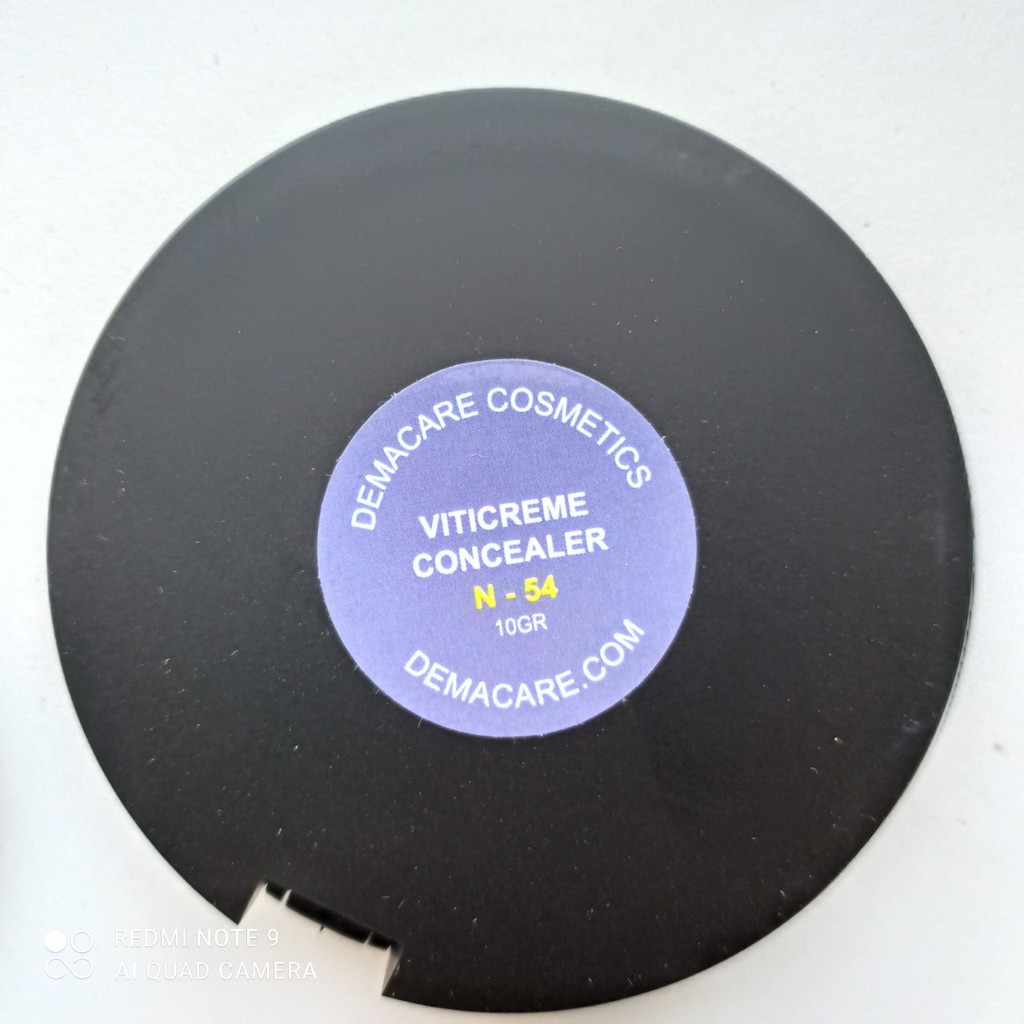 DEMACARE COSMETICS
VITICREME
CONCEALER
N - 54
10GR
DEMACARE.COM
REDMI NOTE 9
AI QUAD CAMERA